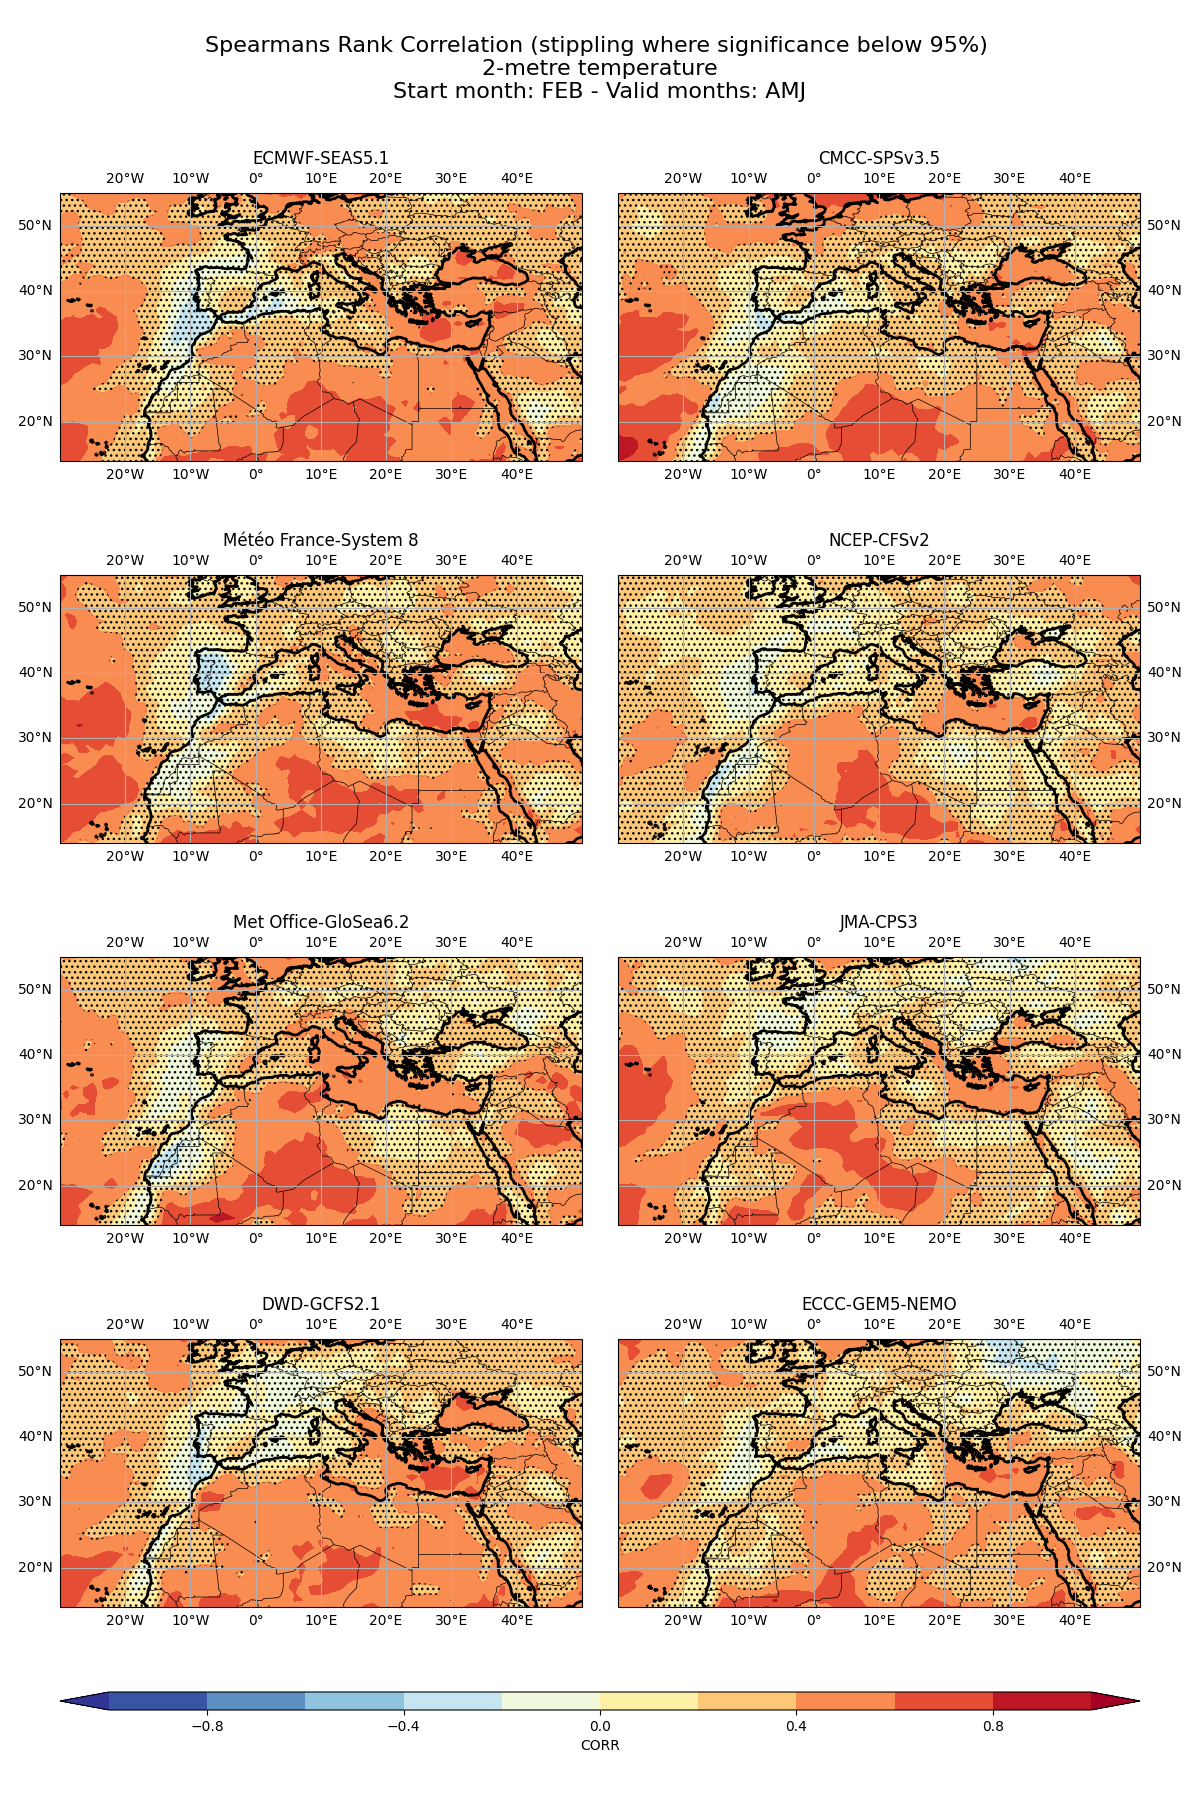 Spearmans Rank Correlation (stippling where significance below 95%)
2-metre temperature
Start month: FEB - Valid months: AMJ
ECMWF-SEAS5.1 CMCC-SPSv3.5
20°W 10°W 0° 10°E 20°E 30°E 40°E 20°W 10°W 0° 10°E 20°E 30°E 40°E
50°N 50°N
40°N 40°N
30°N 30°N
20°N 20°N
20°W 10°W 0° 10°E 20°E 30°E 40°E 20°W 10°W 0° 10°E 20°E 30°E 40°E
Météo France-System 8 NCEP-CFSv2
20°W 10°W 0° 10°E 20°E 30°E 40°E 20°W 10°W 0° 10°E 20°E 30°E 40°E
50°N 50°N
40°N 40°N
30°N 30°N
20°N 20°N
20°W 10°W 0° 10°E 20°E 30°E 40°E 20°W 10°W 0° 10°E 20°E 30°E 40°E
Met Office-GloSea6.2 JMA-CPS3
20°W 10°W 0° 10°E 20°E 30°E 40°E 20°W 10°W 0° 10°E 20°E 30°E 40°E
50°N 50°N
40°N 40°N
30°N 30°N
20°N 20°N
20°W 10°W 0° 10°E 20°E 30°E 40°E 20°W 10°W 0° 10°E 20°E 30°E 40°E
DWD-GCFS2.1 ECCC-GEM5-NEMO
20°W 10°W 0° 10°E 20°E 30°E 40°E 20°W 10°W 0° 10°E 20°E 30°E 40°E
50°N 50°N
40°N 40°N
30°N 30°N
20°N 20°N
20°W 10°W 0° 10°E 20°E 30°E 40°E 20°W 10°W 0° 10°E 20°E 30°E 40°E
−0.8 −0.4 0.0 0.4 0.8
CORR